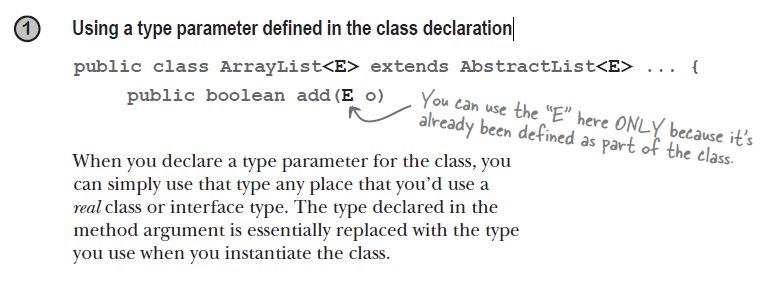 1 Using a type parameter defined in the class declaration
public class ArrayList<E> extends AbstractList<E> ... {
public boolean add(E o)
You can use the “E” here ONLY because it’s
already been defined as part of the class.
When you declare a type parameter for the class, you
can simply use that type any place that you’d use a
real class or interface type. The type declared in the
method argument is essentially replaced with the type
you use when you instantiate the class.